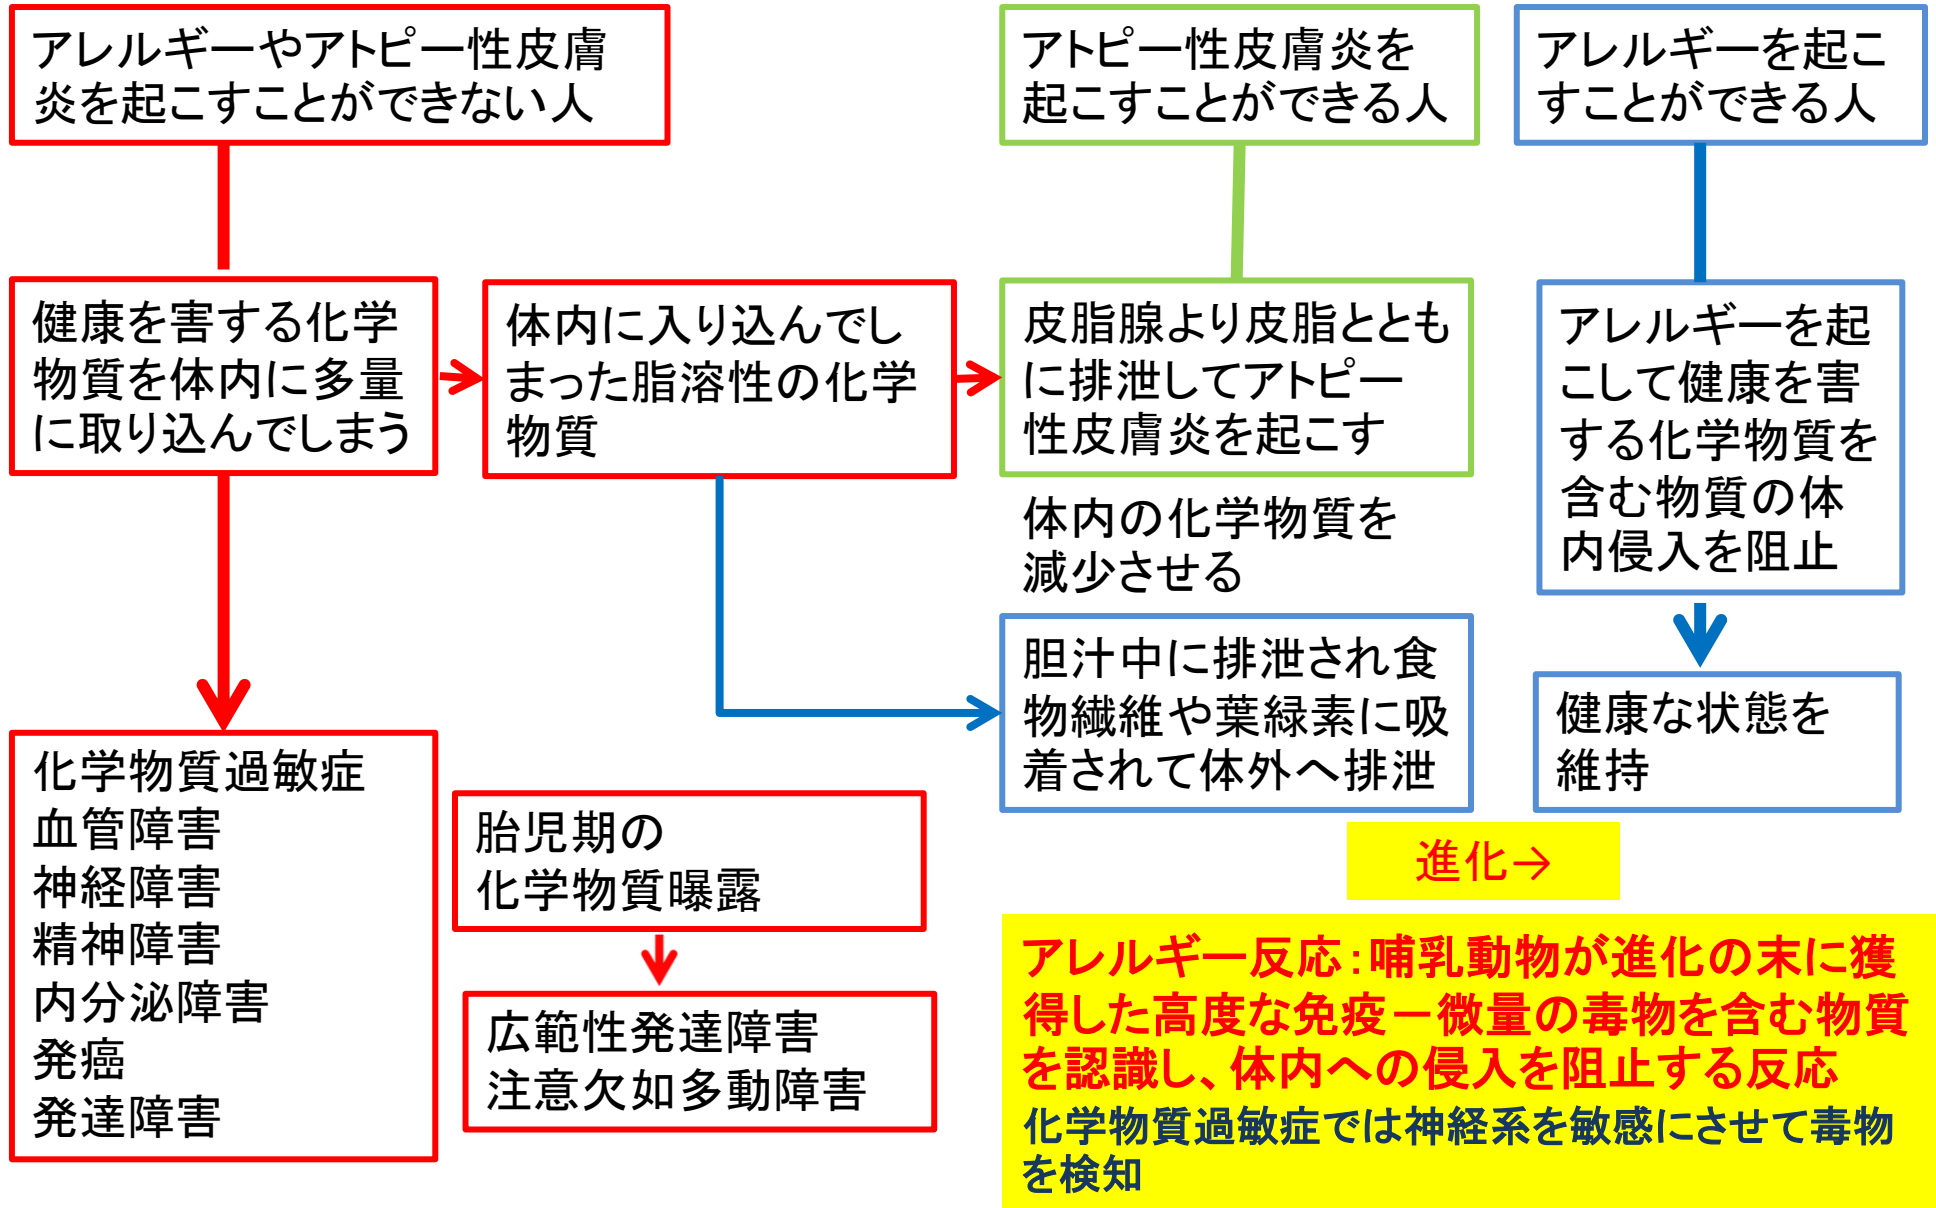 アレルギーやアトピー性皮膚
炎を起こすことができない人
アトピー性皮膚炎を
起こすことができる人
アレルギーを起こ
すことができる人
健康を害する化学
物質を体内に多量
に取り込んでしまう
体内に入り込んでし
まった脂溶性の化学
物質
皮脂腺より皮脂ととも
に排泄してアトピー
性皮膚炎を起こす
アレルギーを起
こして健康を害
する化学物質を
含む物質の体
内侵入を阻止
体内の化学物質を
減少させる
胆汁中に排泄され食
物繊維や葉緑素に吸
着されて体外へ排泄
健康な状態を
維持
化学物質過敏症
血管障害
神経障害
精神障害
内分泌障害
発癌
発達障害
胎児期の
化学物質曝露
広範性発達障害
注意欠如多動障害
進化→
アレルギー反応：哺乳動物が進化の末に獲
得した高度な免疫－微量の毒物を含む物質
を認識し、体内への侵入を阻止する反応
化学物質過敏症では神経系を敏感にさせて毒物
を検知